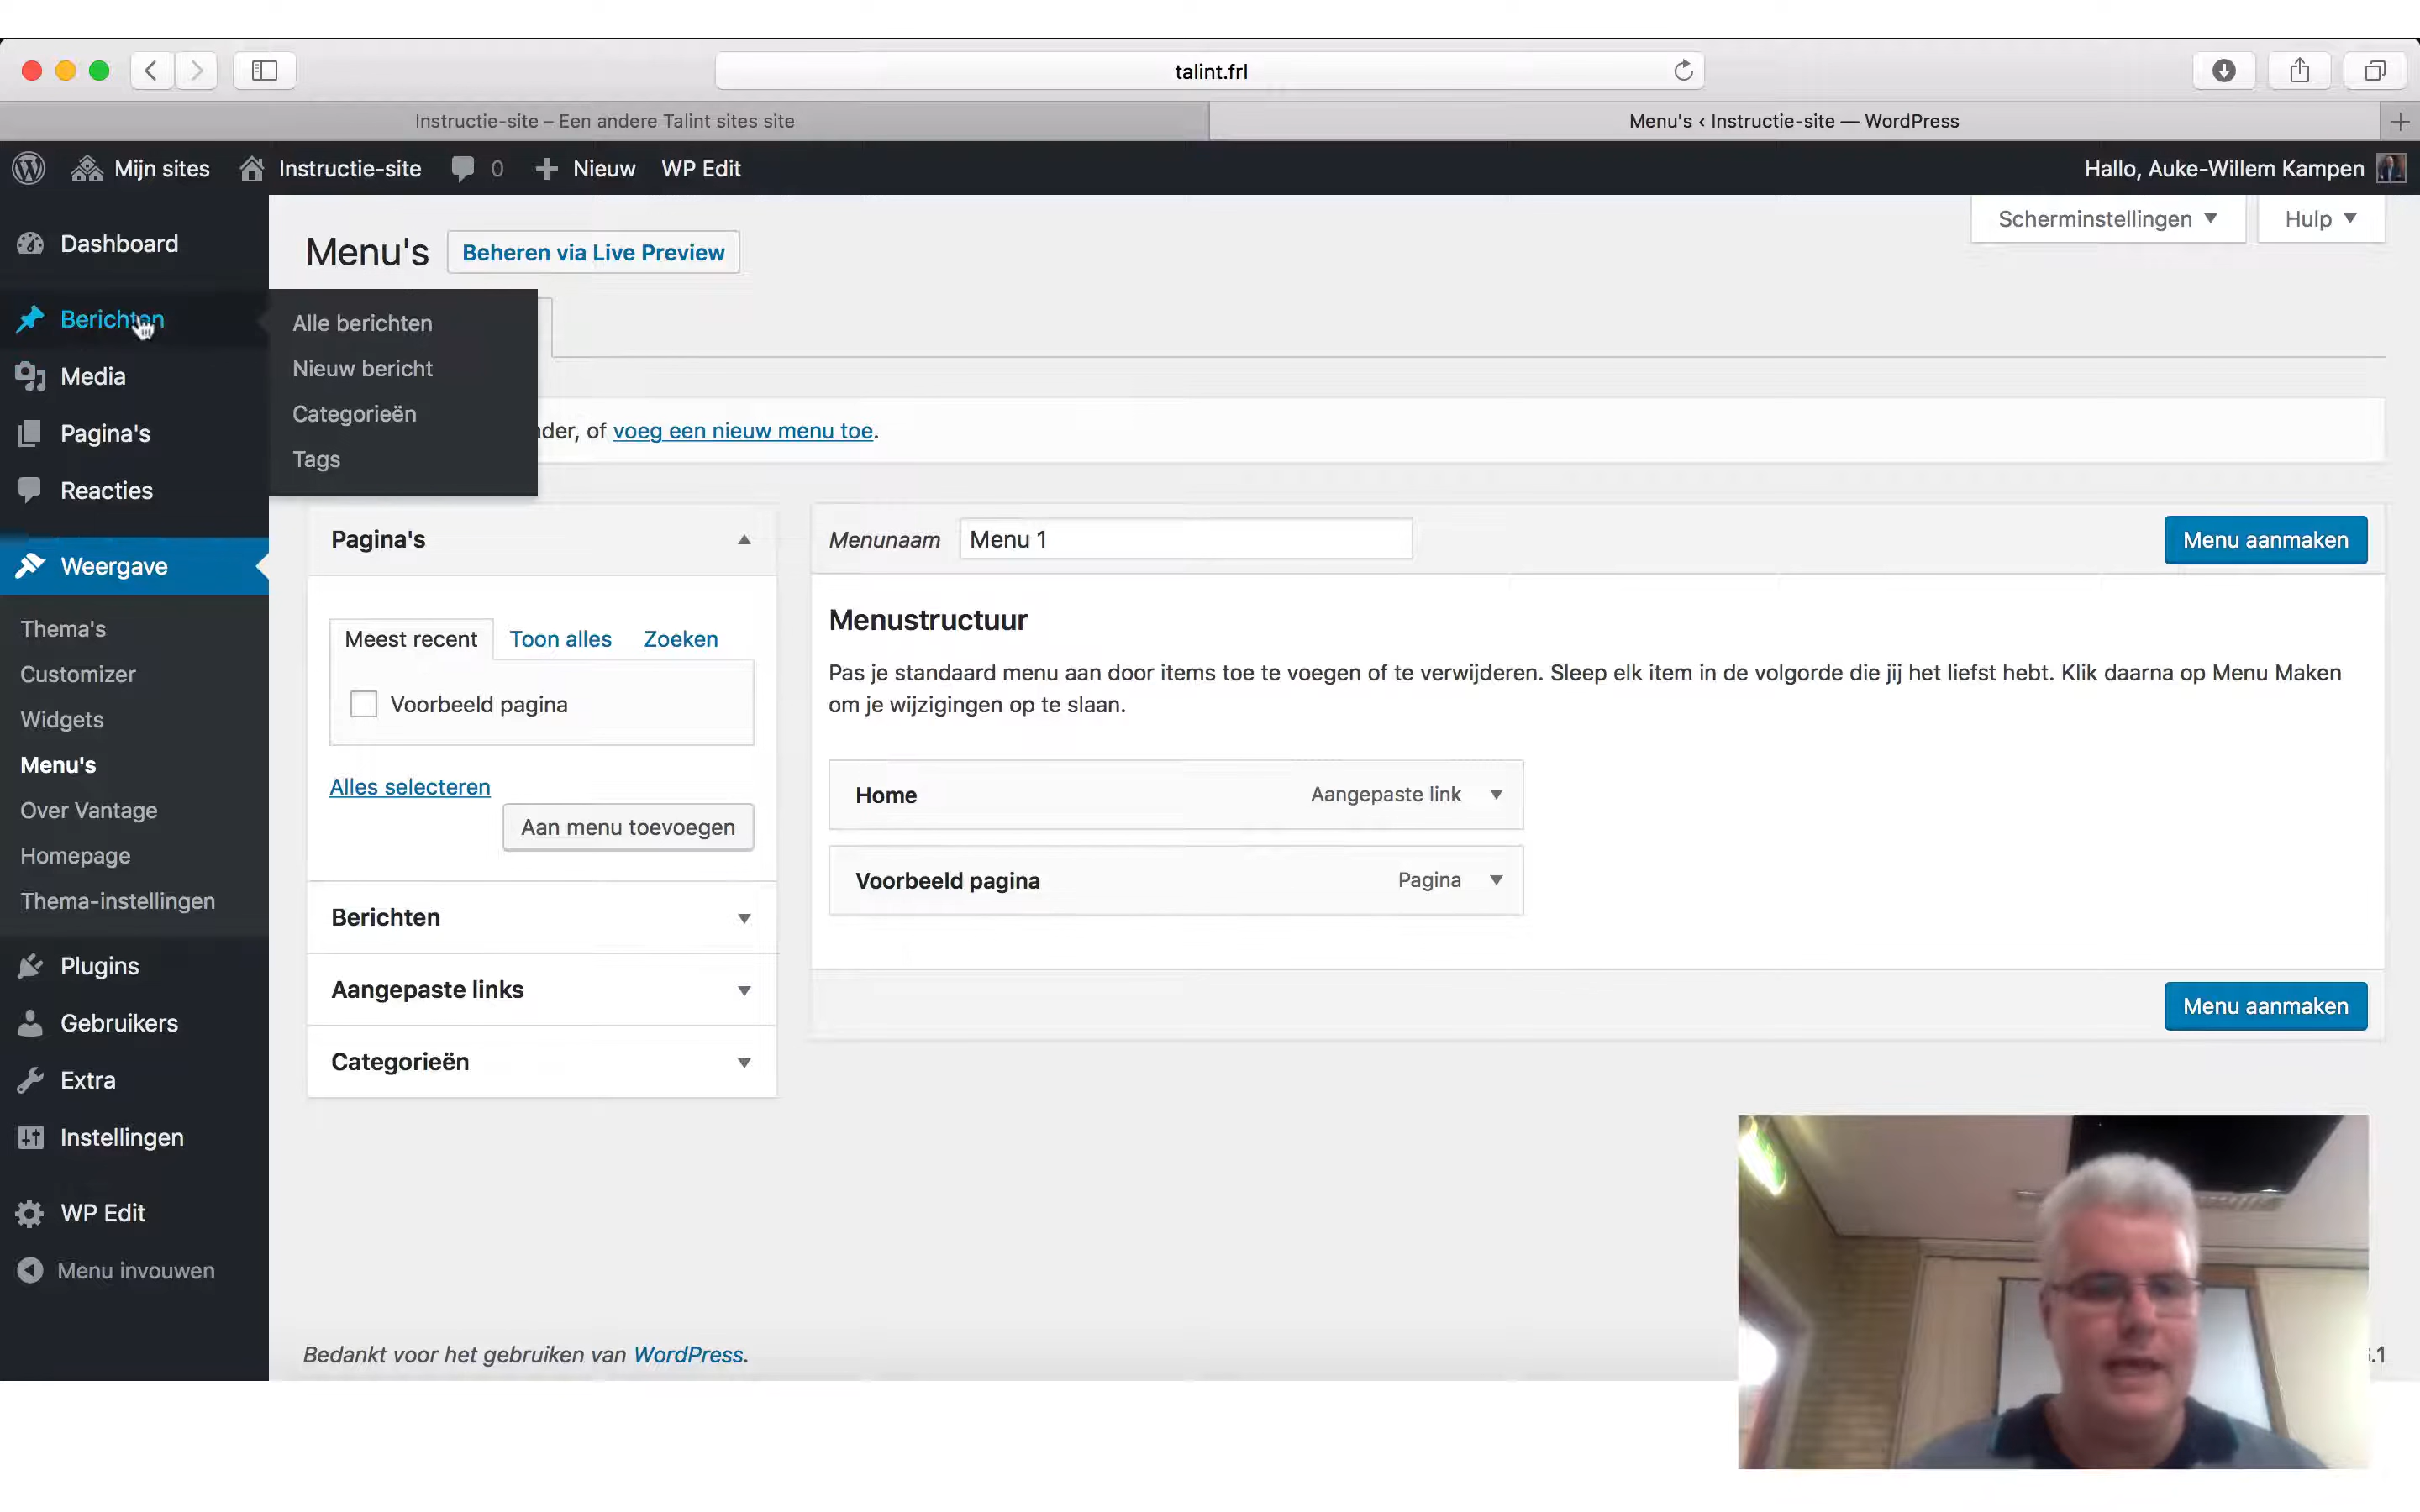 talint.frl
Instructie-site – Een andere Talint sites site
Menu's ‹ Instructie-site — WordPress
Mijn sites
Instructie-site
0
Nieuw
WP Edit
Hallo, Auke-Willem Kampen
Scherminstellingen
Hulp
Dashboard
Berichten
Media
Pagina's
Reacties
Weergave
Thema's
Customizer
Widgets
Menu's
Over Vantage
Homepage
Thema-instellingen
Plugins
Gebruikers
Extra
Instellingen
WP Edit
Menu invouwen
Alle berichten
Nieuw bericht
Categorieën
Tags
Menu's
Beheren via Live Preview
of voeg een nieuw menu toe.
Pagina's
Meest recent
Toon alles
Zoeken
Voorbeeld pagina
Alles selecteren
Aan menu toevoegen
Berichten
Aangepaste links
Categorieën
Menunaam
Menu 1
Menu aanmaken
Menustructuur
Pas je standaard menu aan door items toe te voegen of te verwijderen. Sleep elk item in de volgorde die jij het liefst hebt. Klik daarna op Menu Maken
om je wijzigingen op te slaan.
Home
Aangepaste link
Voorbeeld pagina
Pagina
Menu aanmaken
Bedankt voor het gebruiken van WordPress.